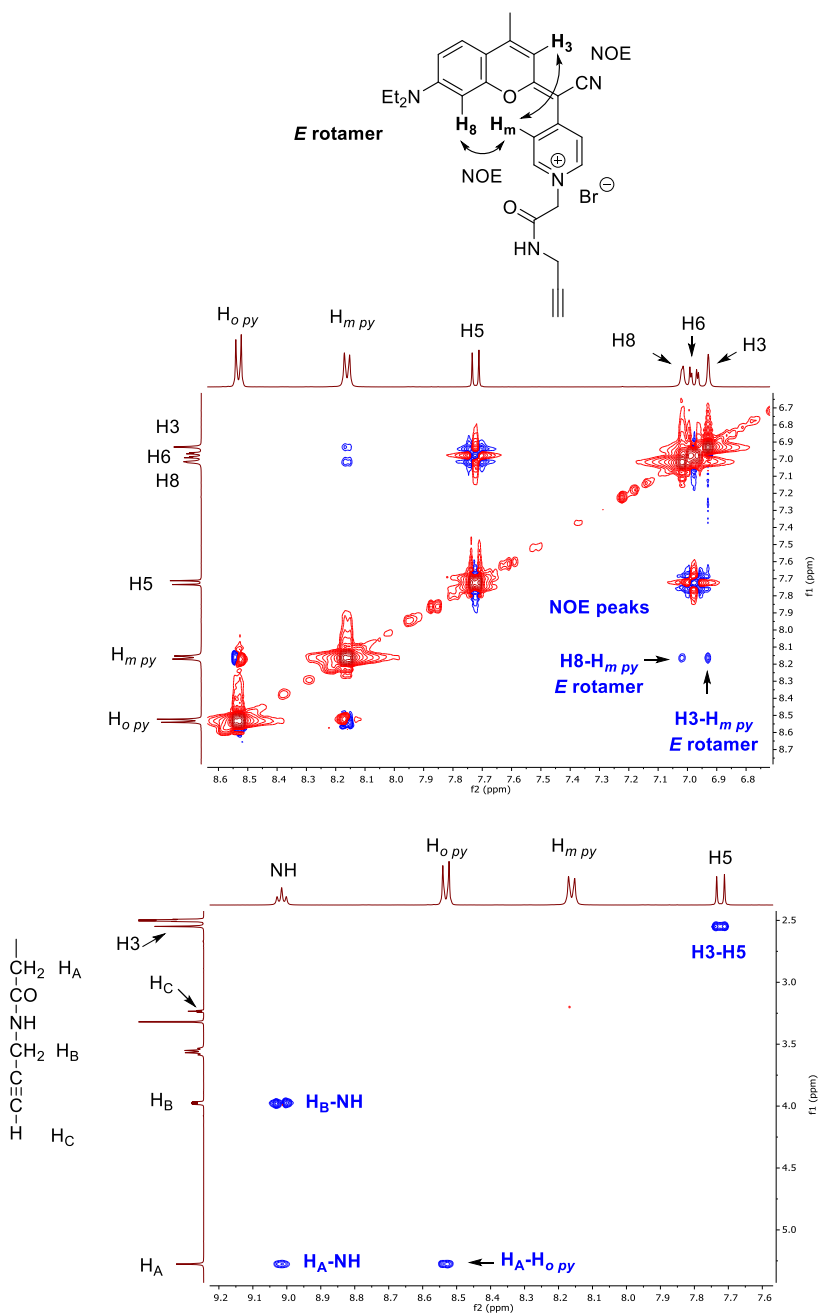 H3
NOE
CN
O
Et2N
H8
Hm
E rotamer
NOE
⊕
N
Br⊖
O
HN
Ho py
Hm py
H5
H8
H6
H3
H3
H6
H8
H5
Hm py
Ho py
6.7
6.8
6.9
7.0
7.1
7.2
7.3
7.4
7.5
7.6
7.7
7.8
7.9
8.0
8.1
8.2
8.3
8.4
8.5
8.6
8.7
f1 (ppm)
NOE peaks
H8-Hm py
E rotamer
H3-Hm py
E rotamer
8.6 8.5 8.4 8.3 8.2 8.1 8.0 7.9 7.8 7.7 7.6 7.5 7.4 7.3 7.2 7.1 7.0 6.9 6.8
f2 (ppm)
NH
Ho py
Hm py
H5
H3
HC
HB
HA
CH2 HA
CO
NH
CH2 HB
C
C
H HC
H3-H5
HB-NH
HA-NH
HA-Ho py
2.5
3.0
3.5
4.0
4.5
5.0
f1 (ppm)
9.2 9.1 9.0 8.9 8.8 8.7 8.6 8.5 8.4 8.3 8.2 8.1 8.0 7.9 7.8 7.7 7.6
f2 (ppm)